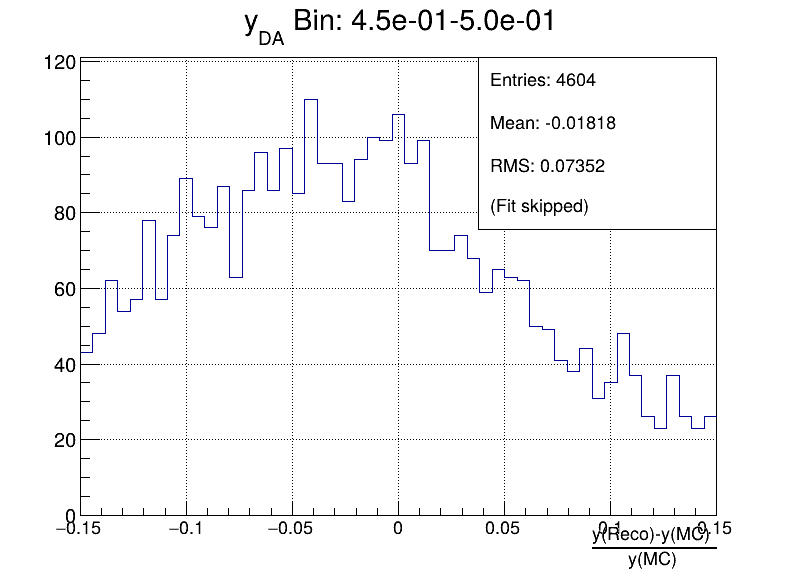 y_DA Bin: 4.5e-01-5.0e-01
Entries: 4604
Mean: -0.01818
RMS: 0.07352
(Fit skipped)
120
100
80
60
40
20
0
−0.15 −0.1 −0.05 0 0.05 0.1 0.15
y(Reco)-y(MC)
y(MC)